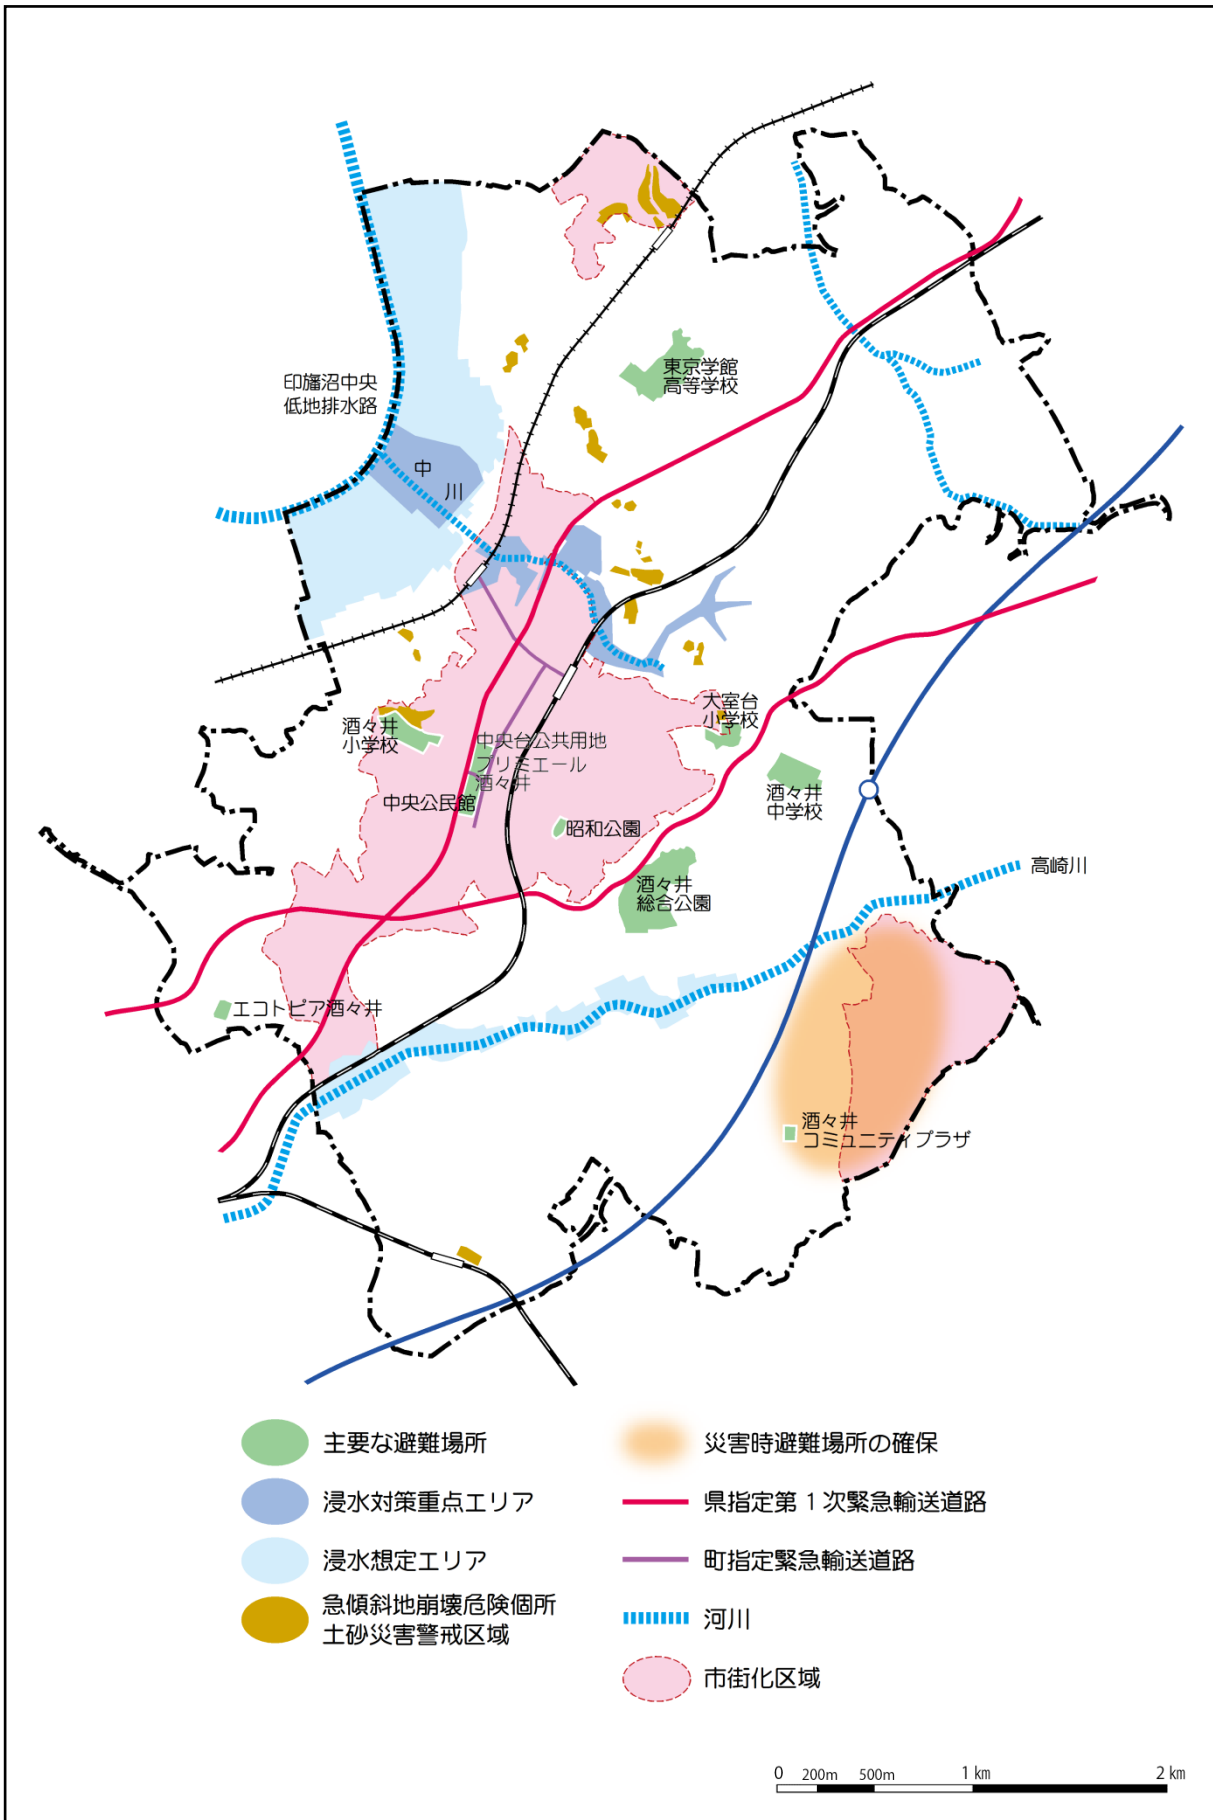 東京学館
高等学校
印旛沼中央
低地排水路
中
川
大室台
小学校
酒々井
小学校
中央台公共用地
プリミエール
酒々井
中央公民館
昭和公園
酒々井
中学校
高崎川
酒々井
総合公園
エコトピア酒々井
酒々井
コミュニティプラザ
主要な避難場所
浸水対策重点エリア
浸水想定エリア
急傾斜地崩壊危険個所
土砂災害警戒区域
災害時避難場所の確保
県指定第1次緊急輸送道路
町指定緊急輸送道路
河川
市街化区域
0 200m 500m 1km 2km